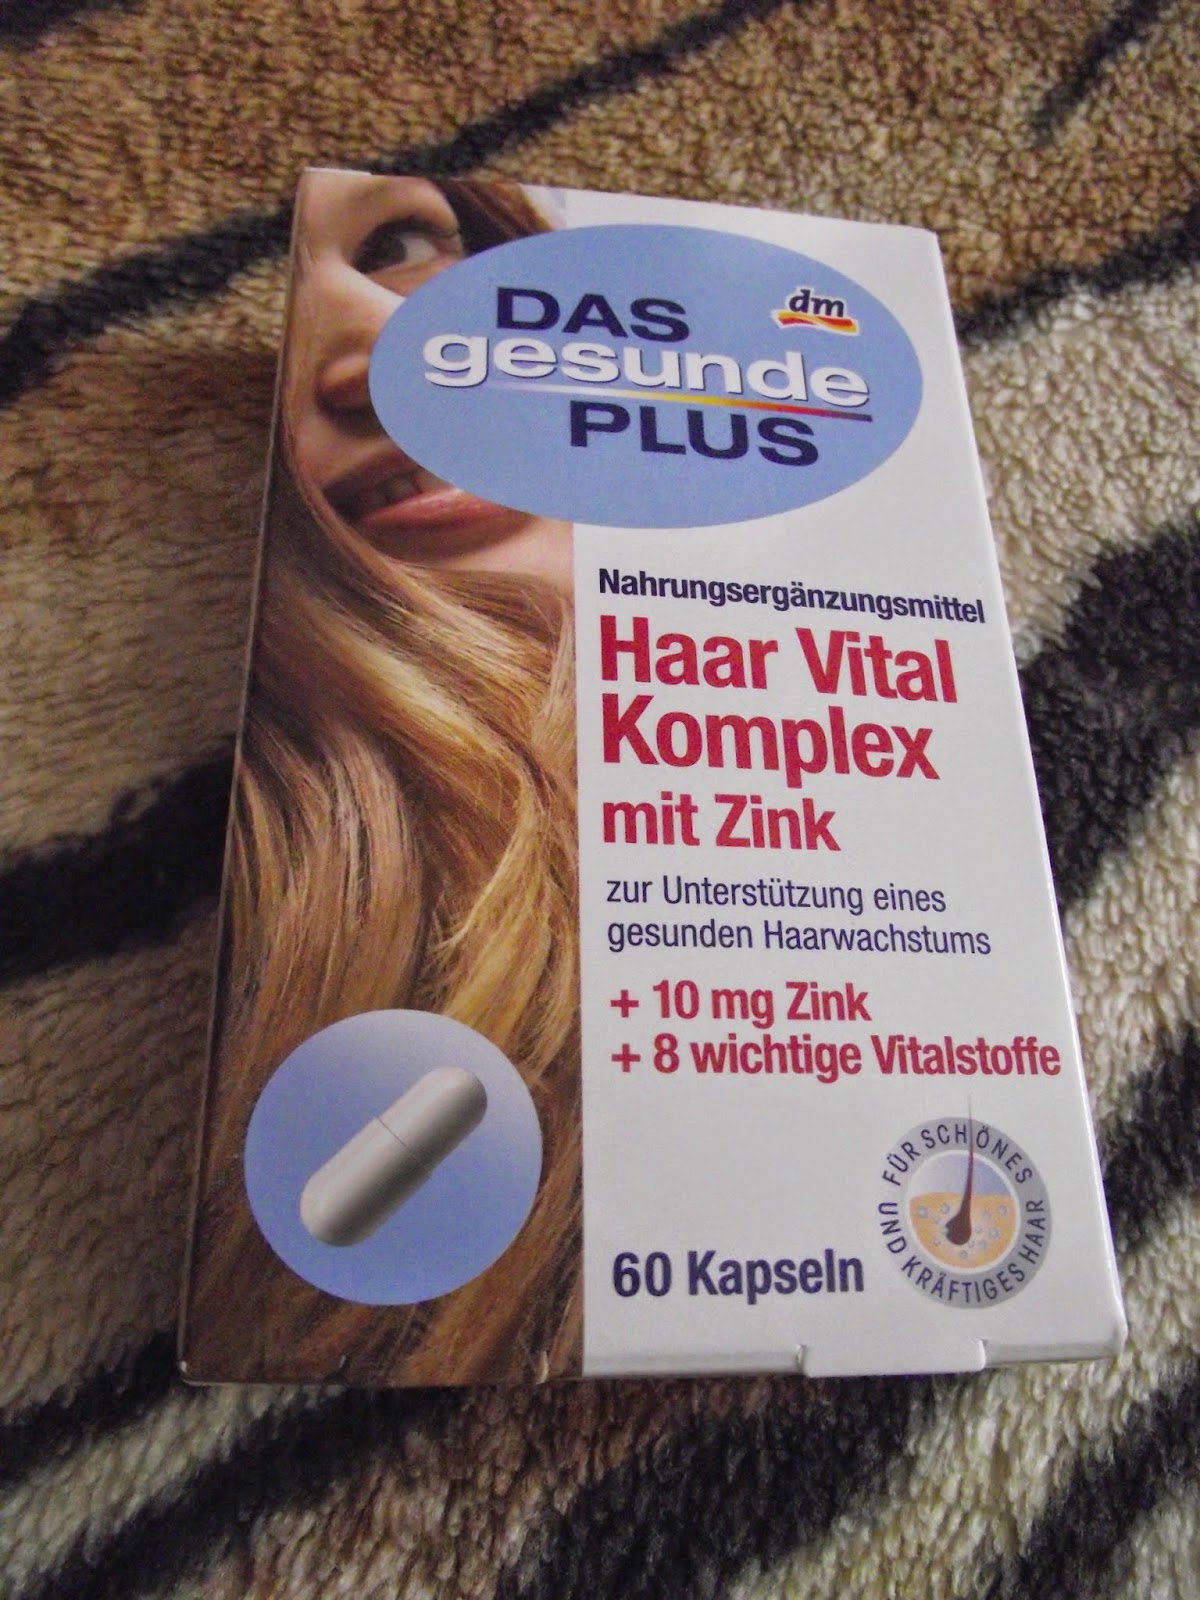 DAS
dm
gesunde
PLUS
Nahrungsergänzungsmittel
Haar Vital
Komplex
mit Zink
zur Unterstützung eines
gesunden Haarwachstums
+ 10 mg Zink
+ 8 wichtige Vitalstoffe
FÜR SCHÖNES
UND KRÄFTIGES HAAR
60 Kapseln